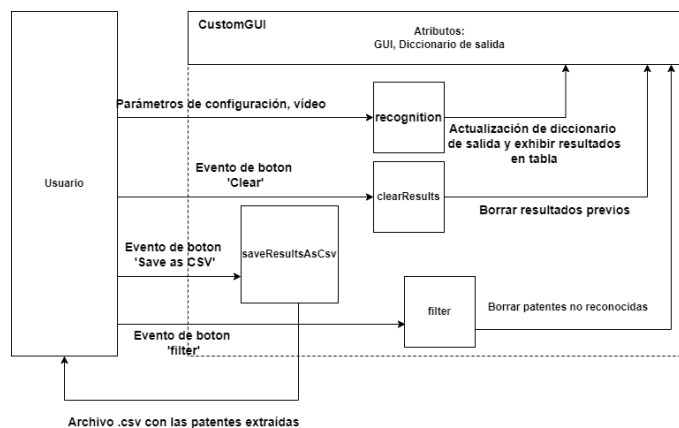 CustomGUI
Atributos:
GUI, Diccionario de salida
Usuario
Parámetros de configuración, video
recognition
Actualización de diccionario
de salida y exhibir resultados
en tabla
Evento de boton
'Clear'
clearResults
Borrar resultados previos
Evento de boton
'Save as CSV'
saveResultsAsCsv
Evento de boton
'filter'
filter
Borrar patentes no reconocidas
Archivo .csv con las patentes extraídas